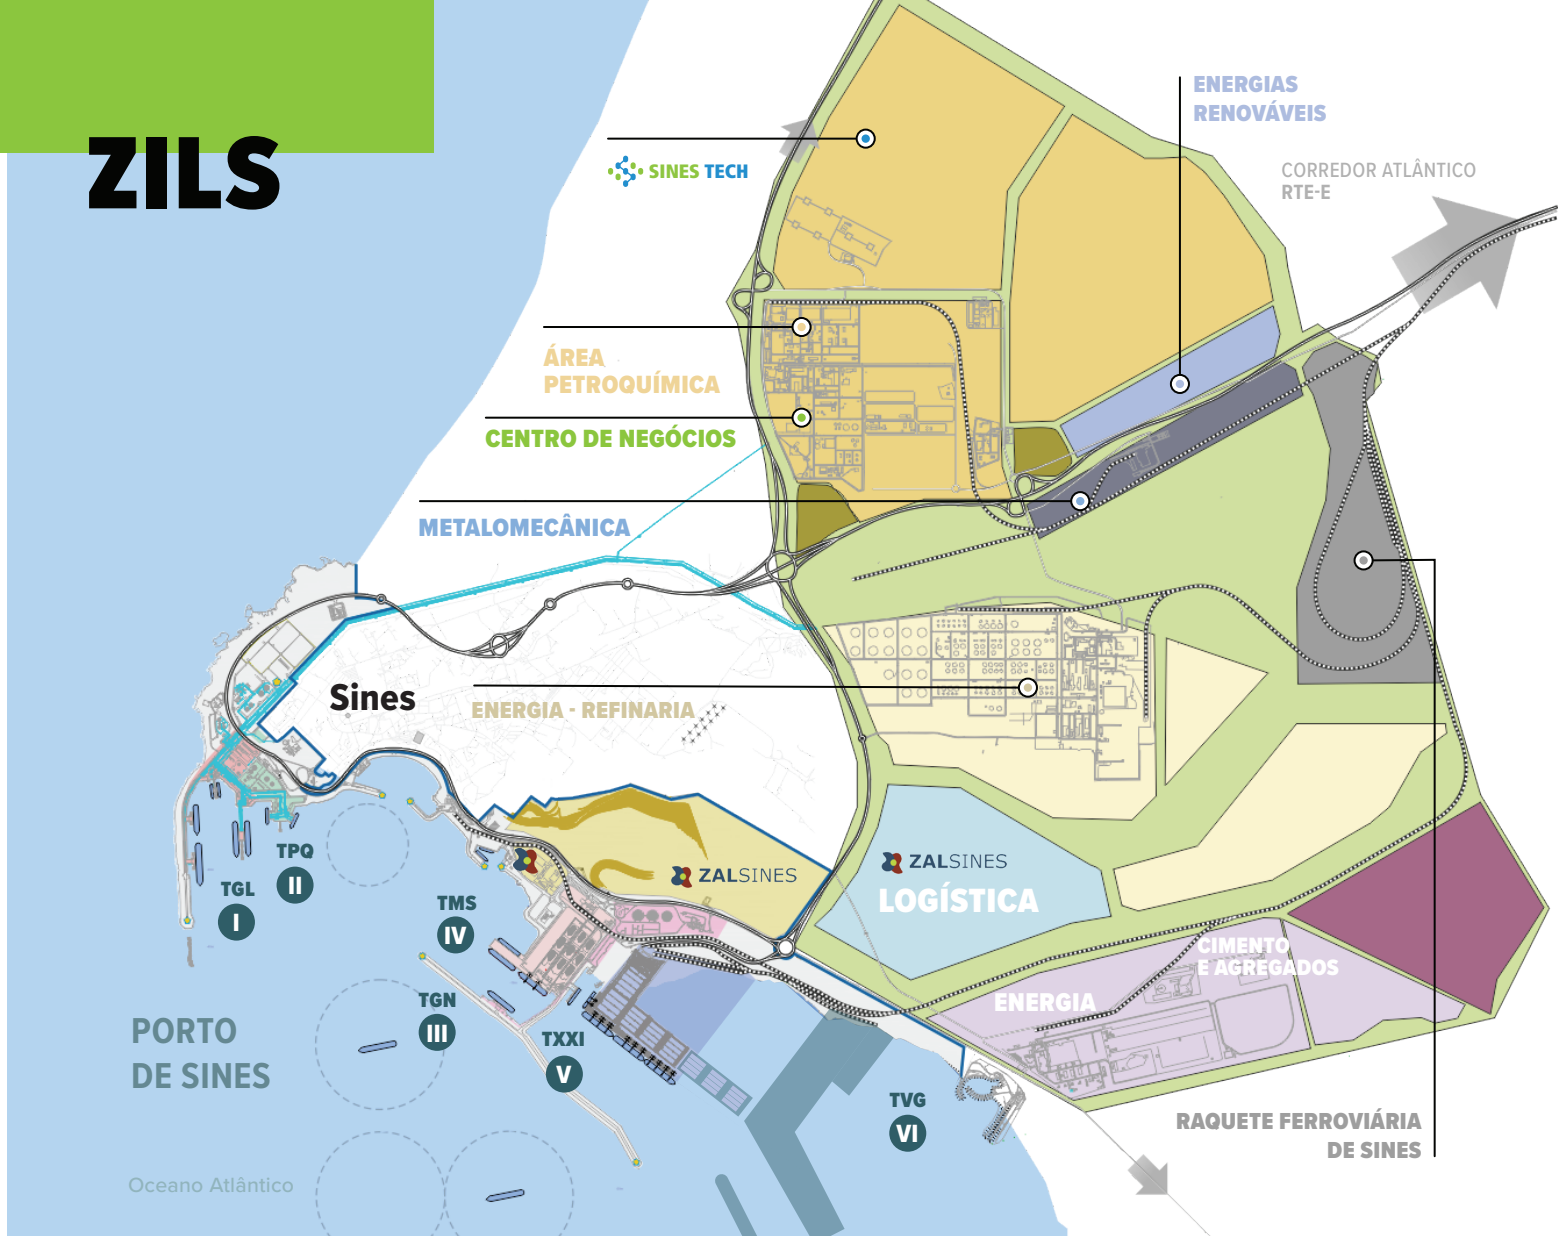 ZILS
ENERGIAS
RENOVÁVEIS
CORREDOR ATLÂNTICO
RTE-E
SINES TECH
ÁREA
PETROQUÍMICA
CENTRO DE NEGÓCIOS
METALOMECÂNICA
Sines
ENERGIA - REFINARIA
ZALSINES
ZALSINES
LOGÍSTICA
TPQ
II
TGL
I
TMS
IV
CIMENTO
E AGREGADOS
ENERGIA
TGN
III
TXXI
V
PORTO
DE SINES
TVG
VI
RAQUETE FERROVIÁRIA
DE SINES
Oceano Atlântico